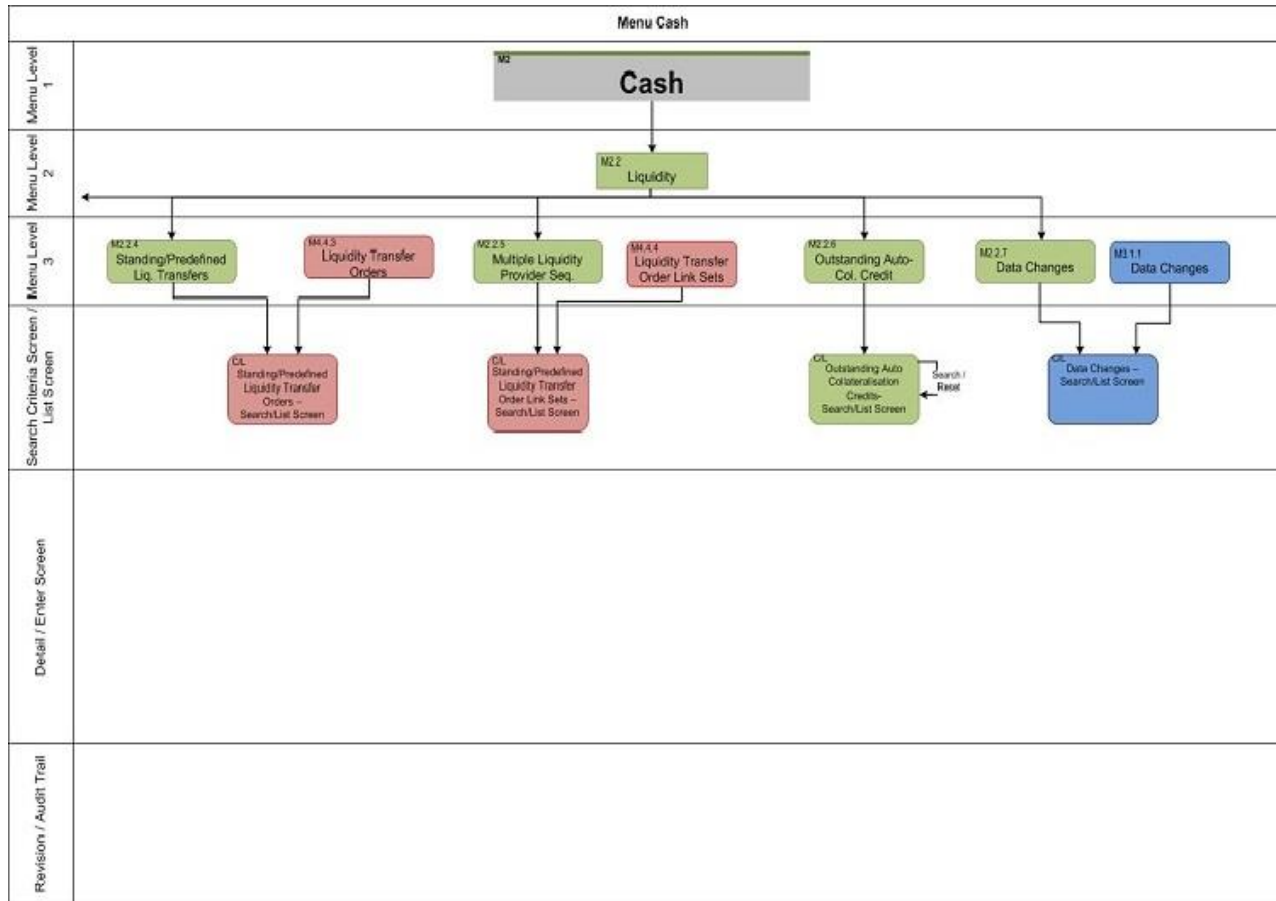 Menu Cash
Menu Level
1
M2
Cash
Menu Level
2
M2.2
Liquidity
Menu Level
3
M2.2.4
Standing/Predefined
Liq. Transfers
M4.4.3
Liquidity Transfer
Orders
M2.2.5
Multiple Liquidity
Provider Seq.
M4.4.4
Liquidity Transfer
Order Link Sets
M2.2.6
Outstanding Auto-
Col. Credit
M2.2.7
Data Changes
M3.1.1
Data Changes
Search Criteria Screen /
List Screen
C/L
Standing/Predefined
Liquidity Transfer
Orders –
Search/List Screen
C/L
Standing/Predefined
Liquidity Transfer
Order Link Sets –
Search/List Screen
C/L
Outstanding Auto
Collateralisation
Credits-
Search/List Screen
Search /
Reset
C/L
Data Changes –
Search/List Screen
Detail / Enter Screen
Revision / Audit Trail